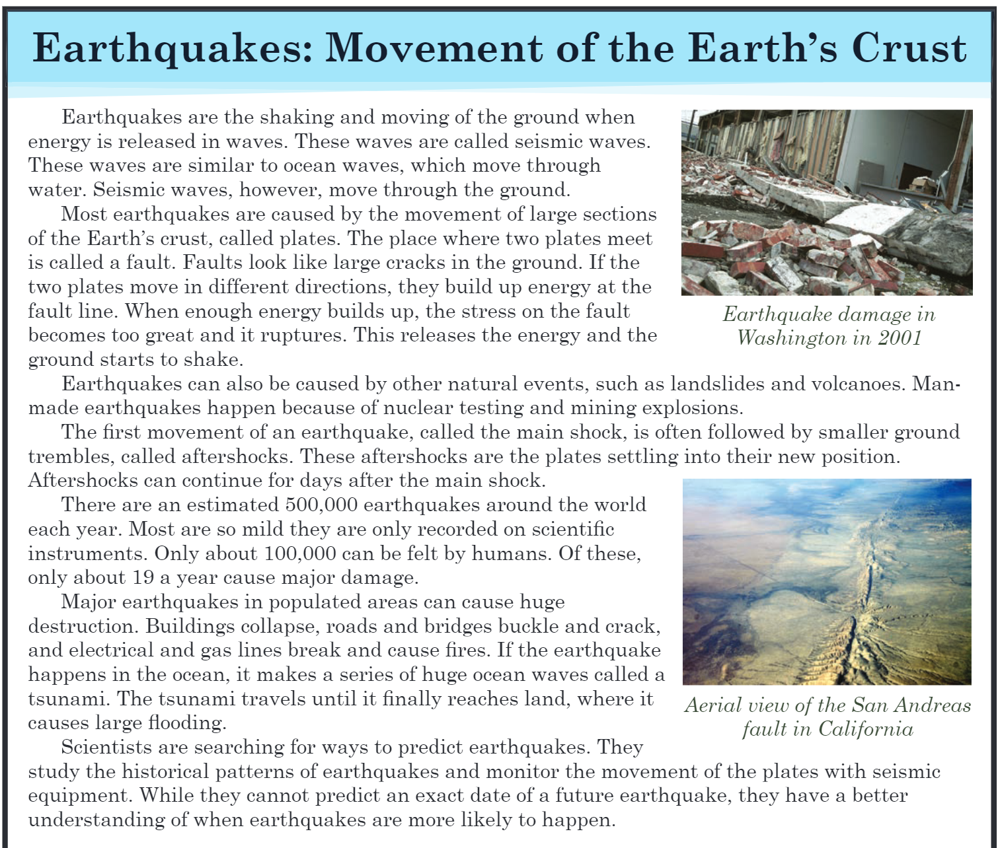 Earthquakes: Movement of the Earth’s Crust
Earthquakes are the shaking and moving of the ground when
energy is released in waves. These waves are called seismic waves.
These waves are similar to ocean waves, which move through
water. Seismic waves, however, move through the ground.
Most earthquakes are caused by the movement of large sections
of the Earth’s crust, called plates. The place where two plates meet
is called a fault. Faults look like large cracks in the ground. If the
two plates move in different directions, they build up energy at the
fault line. When enough energy builds up, the stress on the fault
becomes too great and it ruptures. This releases the energy and the
ground starts to shake.
Earthquake damage in
Washington in 2001
Earthquakes can also be caused by other natural events, such as landslides and volcanoes. Man-
made earthquakes happen because of nuclear testing and mining explosions.
The first movement of an earthquake, called the main shock, is often followed by smaller ground
trembles, called aftershocks. These aftershocks are the plates settling into their new position.
Aftershocks can continue for days after the main shock.
There are an estimated 500,000 earthquakes around the world
each year. Most are so mild they are only recorded on scientific
instruments. Only about 100,000 can be felt by humans. Of these,
only about 19 a year cause major damage.
Major earthquakes in populated areas can cause huge
destruction. Buildings collapse, roads and bridges buckle and crack,
and electrical and gas lines break and cause fires. If the earthquake
happens in the ocean, it makes a series of huge ocean waves called a
tsunami. The tsunami travels until it finally reaches land, where it
causes large flooding.
Aerial view of the San Andreas
fault in California
Scientists are searching for ways to predict earthquakes. They
study the historical patterns of earthquakes and monitor the movement of the plates with seismic
equipment. While they cannot predict an exact date of a future earthquake, they have a better
understanding of when earthquakes are more likely to happen.